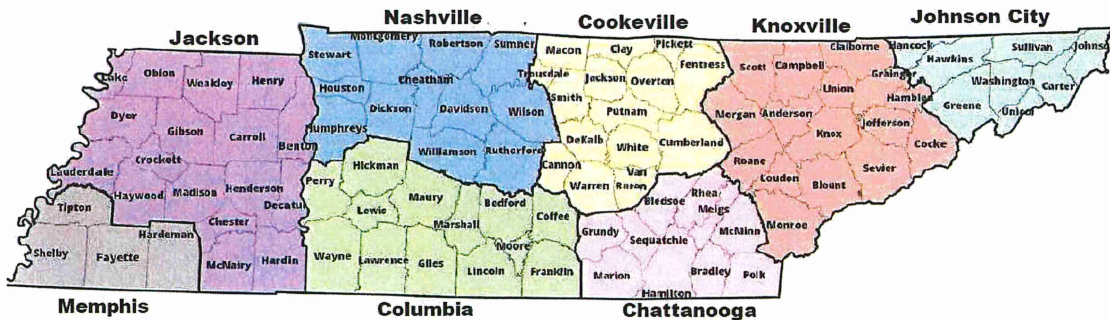 Jackson
Nashville
Cookeville
Knoxville
Johnson City
Lake
Obion
Weakley
Henry
Dyer
Gibson
Carroll
Benton
Crockett
Lauderdale
Haywood
Madison
Henderson
Decatur
Chester
McNairy
Hardin
Tipton
Hardeman
Shelby
Fayette
Memphis
Stewart
Montgomery
Robertson
Sumner
Houston
Cheatham
Dickson
Davidson
Wilson
Humphreys
Williamson
Rutherford
Hickman
Perry
Lewis
Maury
Marshall
Bedford
Coffee
Moore
Wayne
Lawrence
Giles
Lincoln
Franklin
Columbia
Macon
Clay
Pickett
Trousdale
Jackson
Overton
Fentress
Smith
Putnam
DeKalb
White
Cumberland
Cannon
Warren
Van
Buren
Bledsoe
Rhea
Meigs
McMinn
Grundy
Sequatchie
Marion
Bradley
Polk
Hamilton
Chattanooga
Scott
Campbell
Claiborne
Union
Grainger
Hamblen
Morgan
Anderson
Knox
Jefferson
Cocke
Roane
Louden
Blount
Sevier
Monroe
Hancock
Hawkins
Sullivan
Johnso
Washington
Carter
Greene
Unicoi